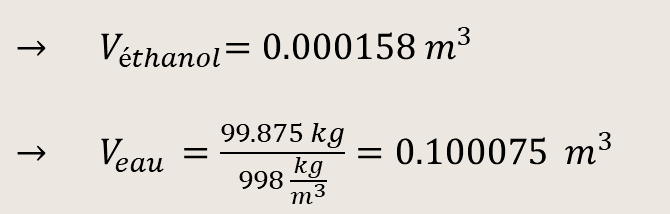 → V_éthanol = 0.000158 m³
→ V_eau = 99.875 kg / 998 kg/m³ = 0.100075 m³